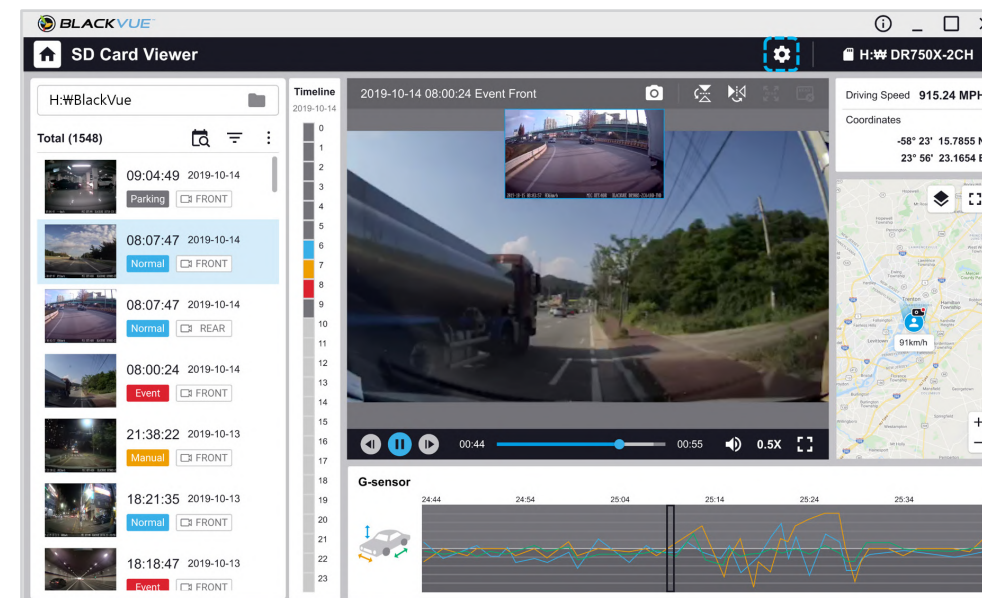 BLACKVUE
SD Card Viewer
H:₩ DR750X-2CH
H:₩BlackVue
Total (1548)
09:04:49 2019-10-14
Parking FRONT
08:07:47 2019-10-14
Normal FRONT
08:07:47 2019-10-14
Normal REAR
08:00:24 2019-10-14
Event FRONT
21:38:22 2019-10-13
Manual FRONT
18:21:35 2019-10-13
Normal FRONT
18:18:47 2019-10-13
Event FRONT
Timeline
2019-10-14
0
1
2
3
4
5
6
7
8
9
10
11
12
13
14
15
16
17
18
19
20
21
22
23
2019-10-14 08:00:24 Event Front
00:44
00:55
0.5X
Driving Speed 915.24 MPH
Coordinates
-58° 23' 15.7855 N
23° 56' 23.1654 E
Trenton
Hamilton
Township
91km/h
G-sensor
24:44 24:54 25:04 25:14 25:24 25:34